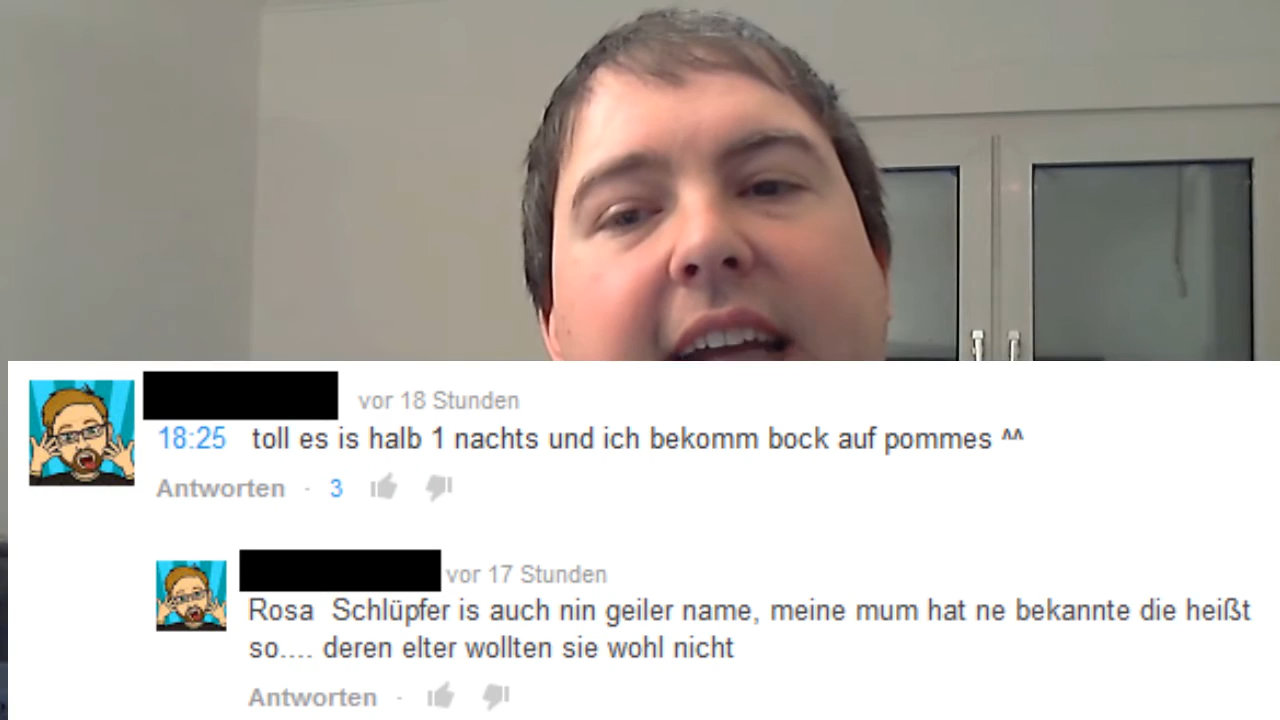 vor 18 Stunden
18:25 toll es is halb 1 nachts und ich bekomm bock auf pommes ^^
Antworten · 3
vor 17 Stunden
Rosa Schlüpfer is auch nin geiler name, meine mum hat ne bekannte die heißt
so.... deren elter wollten sie wohl nicht
Antworten ·